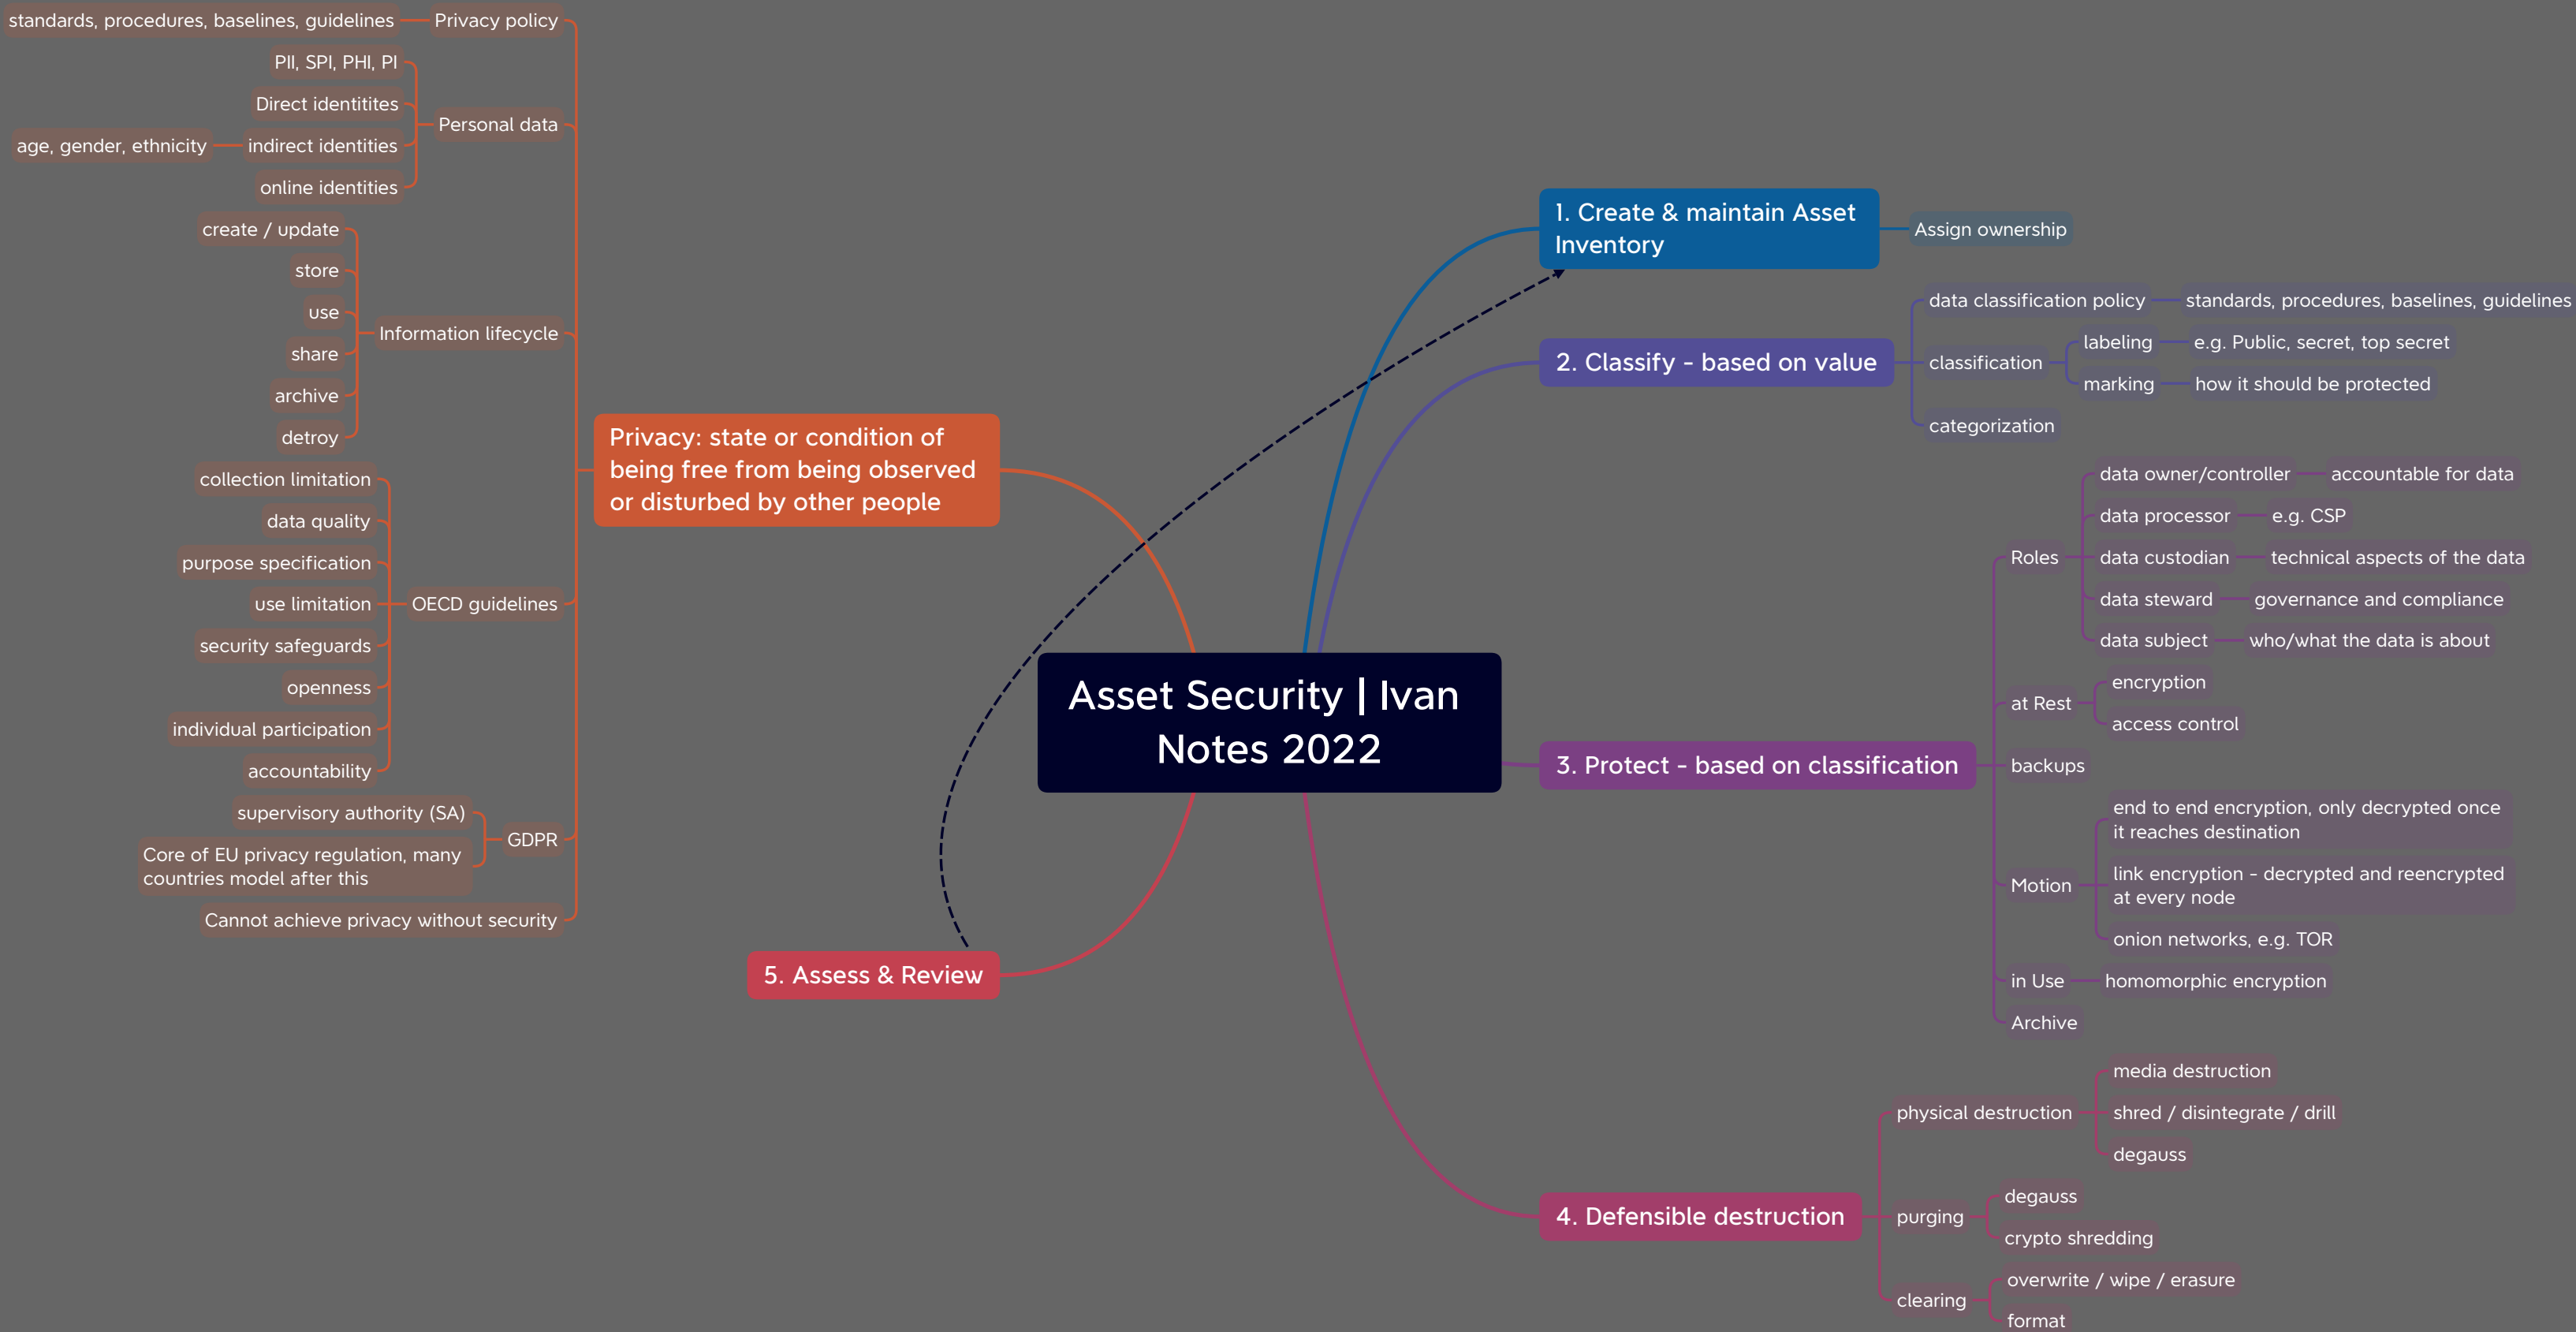 Asset Security | Ivan
Notes 2022
1. Create & maintain Asset
Inventory
Assign ownership
2. Classify - based on value
data classification policy
standards, procedures, baselines, guidelines
classification
labeling
e.g. Public, secret, top secret
marking
how it should be protected
categorization
3. Protect - based on classification
Roles
data owner/controller
accountable for data
data processor
e.g. CSP
data custodian
technical aspects of the data
data steward
governance and compliance
data subject
who/what the data is about
at Rest
encryption
access control
backups
Motion
end to end encryption, only decrypted once
it reaches destination
link encryption - decrypted and reencrypted
at every node
onion networks, e.g. TOR
in Use
homomorphic encryption
Archive
4. Defensible destruction
physical destruction
media destruction
shred / disintegrate / drill
degauss
purging
degauss
crypto shredding
clearing
overwrite / wipe / erasure
format
5. Assess & Review
Privacy: state or condition of
being free from being observed
or disturbed by other people
Privacy policy
standards, procedures, baselines, guidelines
Personal data
PII, SPI, PHI, PI
Direct identitites
indirect identities
age, gender, ethnicity
online identities
Information lifecycle
create / update
store
use
share
archive
detroy
OECD guidelines
collection limitation
data quality
purpose specification
use limitation
security safeguards
openness
individual participation
accountability
GDPR
supervisory authority (SA)
Core of EU privacy regulation, many
countries model after this
Cannot achieve privacy without security